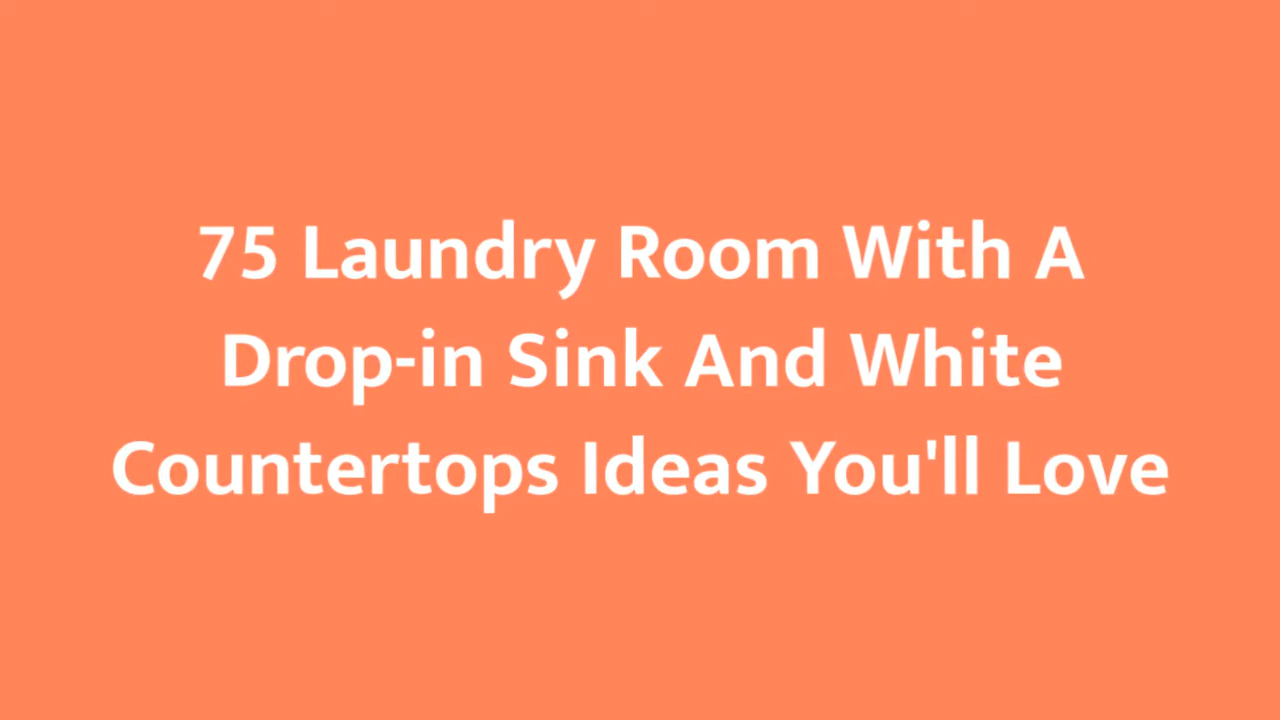 75 Laundry Room With A
Drop-in Sink And White
Countertops Ideas You'll Love